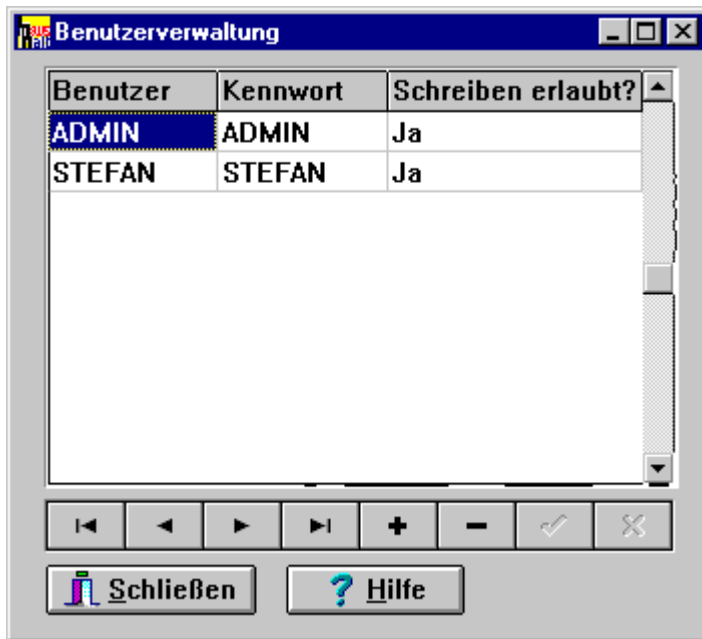 Benutzerverwaltung
Benutzer Kennwort Schreiben erlaubt?
ADMIN ADMIN Ja
STEFAN STEFAN Ja
Schließen Hilfe